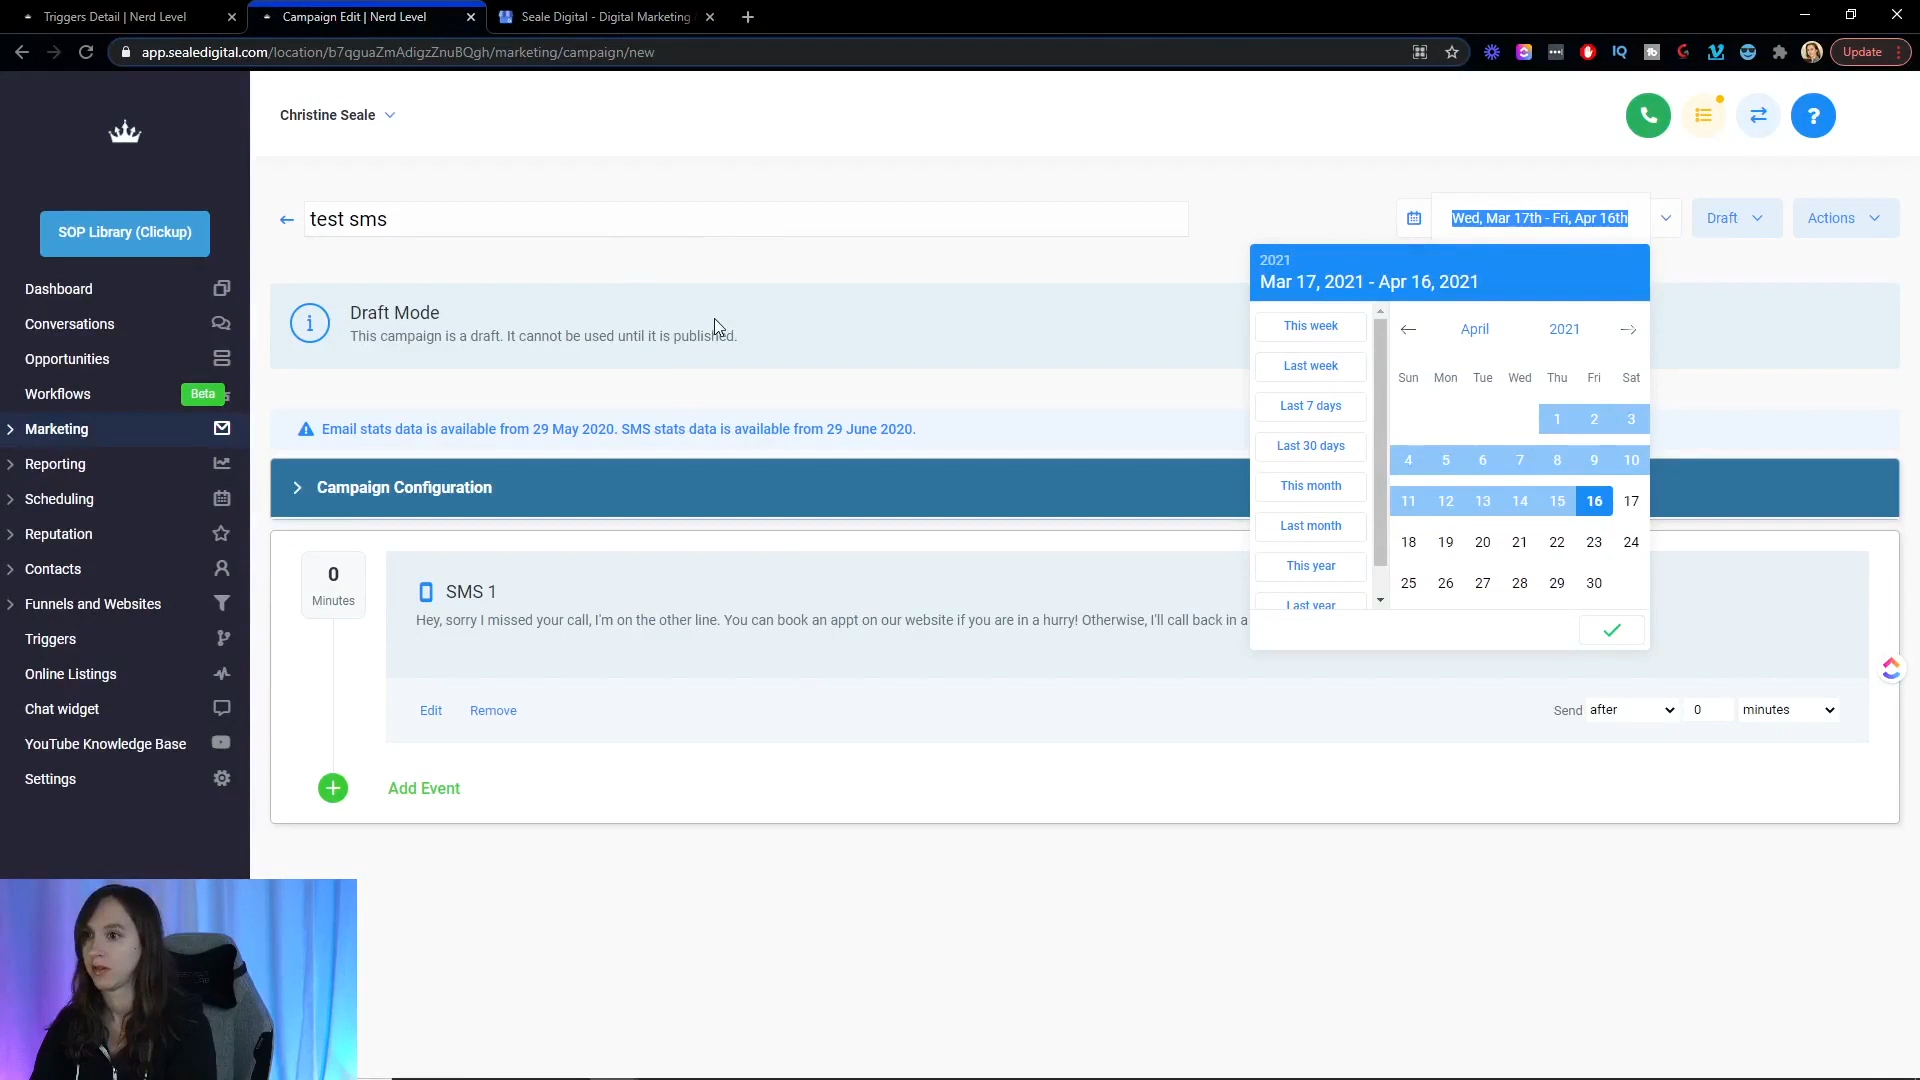 Triggers Detail | Nerd Level
Campaign Edit | Nerd Level
Seale Digital - Digital Marketing
app.sealedigital.com/location/b7qguaZmAdigzZnuBQgh/marketing/campaign/new
IQ
tb
Update
Christine Seale
?
SOP Library (Clickup)
Dashboard
Conversations
Opportunities
Workflows
Beta
Marketing
Reporting
Scheduling
Reputation
Contacts
Funnels and Websites
Triggers
Online Listings
Chat widget
YouTube Knowledge Base
Settings
test sms
Wed, Mar 17th - Fri, Apr 16th
Draft
Actions
Draft Mode
This campaign is a draft. It cannot be used until it is published.
Email stats data is available from 29 May 2020. SMS stats data is available from 29 June 2020.
Campaign Configuration
0
Minutes
SMS 1
Hey, sorry I missed your call, I'm on the other line. You can book an appt on our website if you are in a hurry! Otherwise, I'll call back in a
Edit
Remove
Send after 0 minutes
Add Event
2021
Mar 17, 2021 - Apr 16, 2021
This week
Last week
Last 7 days
Last 30 days
This month
Last month
This year
Last year
April 2021
Sun Mon Tue Wed Thu Fri Sat
1 2 3
4 5 6 7 8 9 10
11 12 13 14 15 16 17
18 19 20 21 22 23 24
25 26 27 28 29 30